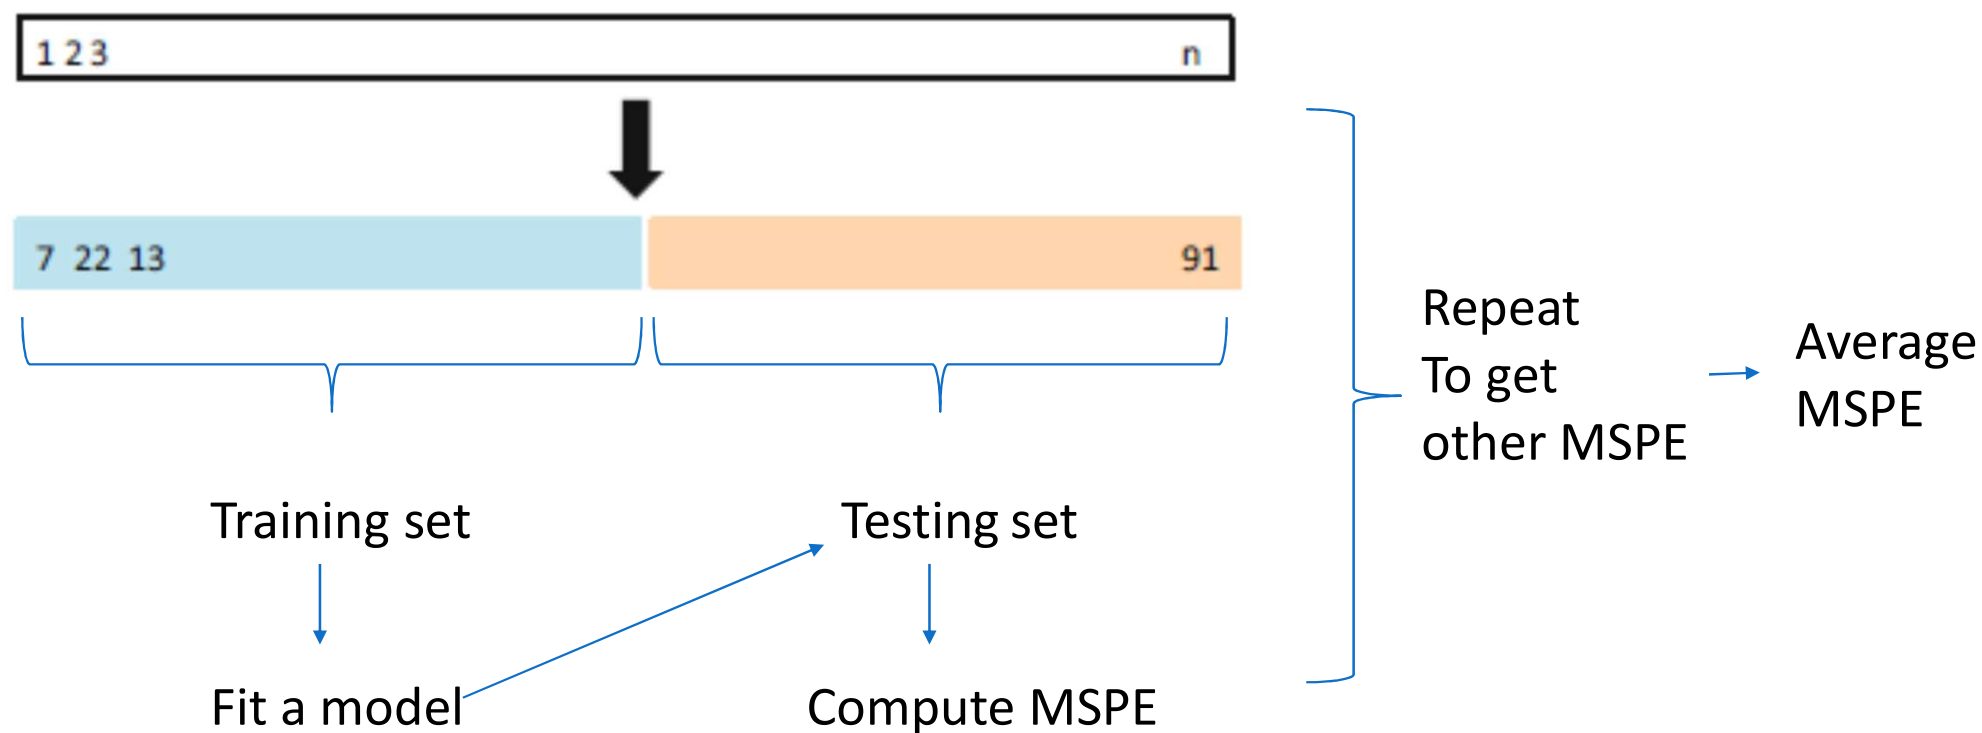 1 2 3 n
7 22 13 91
Repeat
To get
other MSPE
Average
MSPE
Training set
Testing set
Fit a model
Compute MSPE